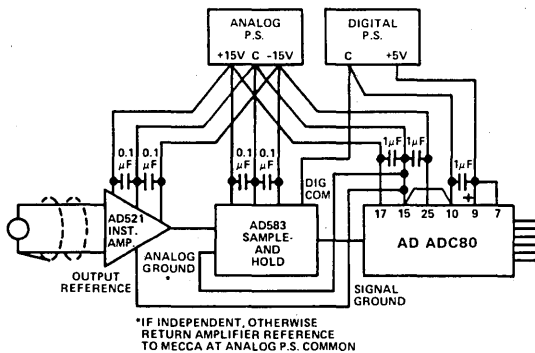 ANALOG
P.S.
+15V C -15V
DIGITAL
P.S.
C +5V
0.1
µF
0.1
µF
0.1
µF
0.1
µF
1µF
1µF
1µF
+
DIG
COM
17 15 25 10 9 7
AD521
INST.
AMP.
AD583
SAMPLE-
AND
HOLD
AD ADC80
OUTPUT
REFERENCE
ANALOG
GROUND
*
SIGNAL
GROUND
*IF INDEPENDENT, OTHERWISE
RETURN AMPLIFIER REFERENCE
TO MECCA AT ANALOG P.S. COMMON